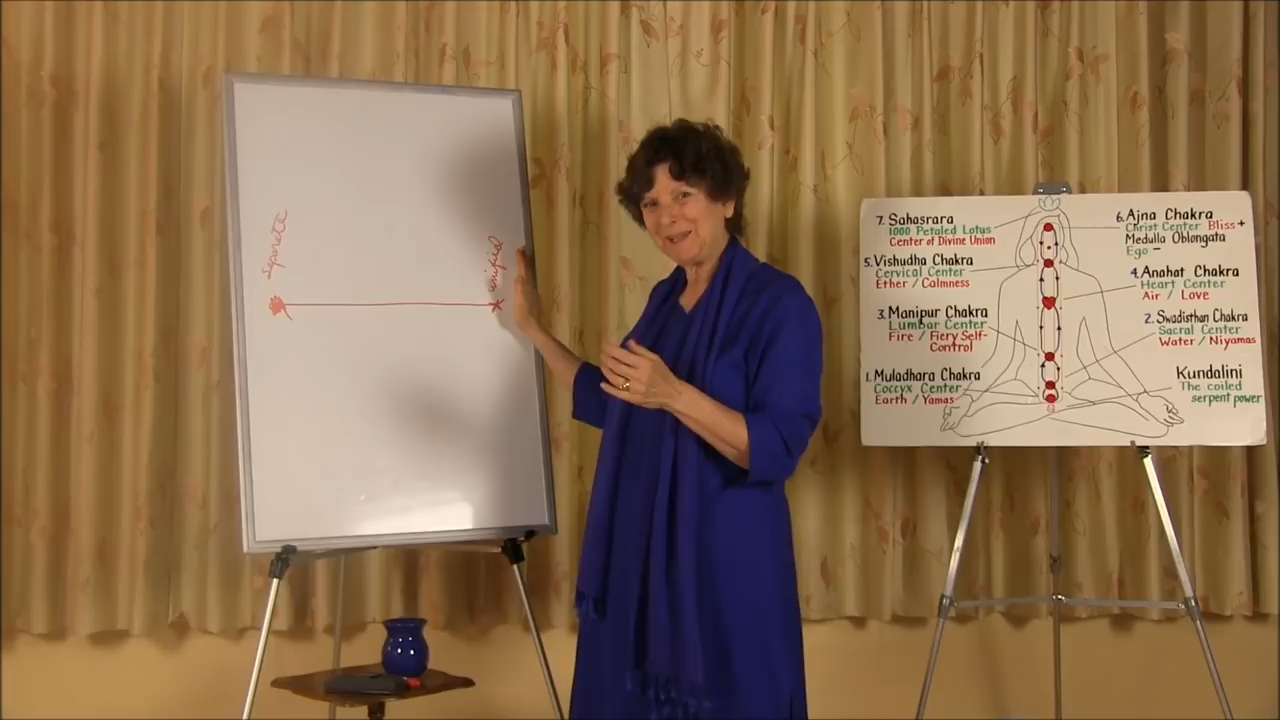 separate
unified
7. Sahasrara
1000 Petaled Lotus
Center of Divine Union
6. Ajna Chakra
Christ Center Bliss +
Medulla Oblongata
Ego –
5. Vishudha Chakra
Cervical Center
Ether / Calmness
4. Anahat Chakra
Heart Center
Air / Love
3. Manipur Chakra
Lumbar Center
Fire / Fiery Self-
Control
2. Swadisthan Chakra
Sacral Center
Water / Niyamas
1. Muladhara Chakra
Coccyx Center
Earth / Yamas
Kundalini
The coiled
serpent power